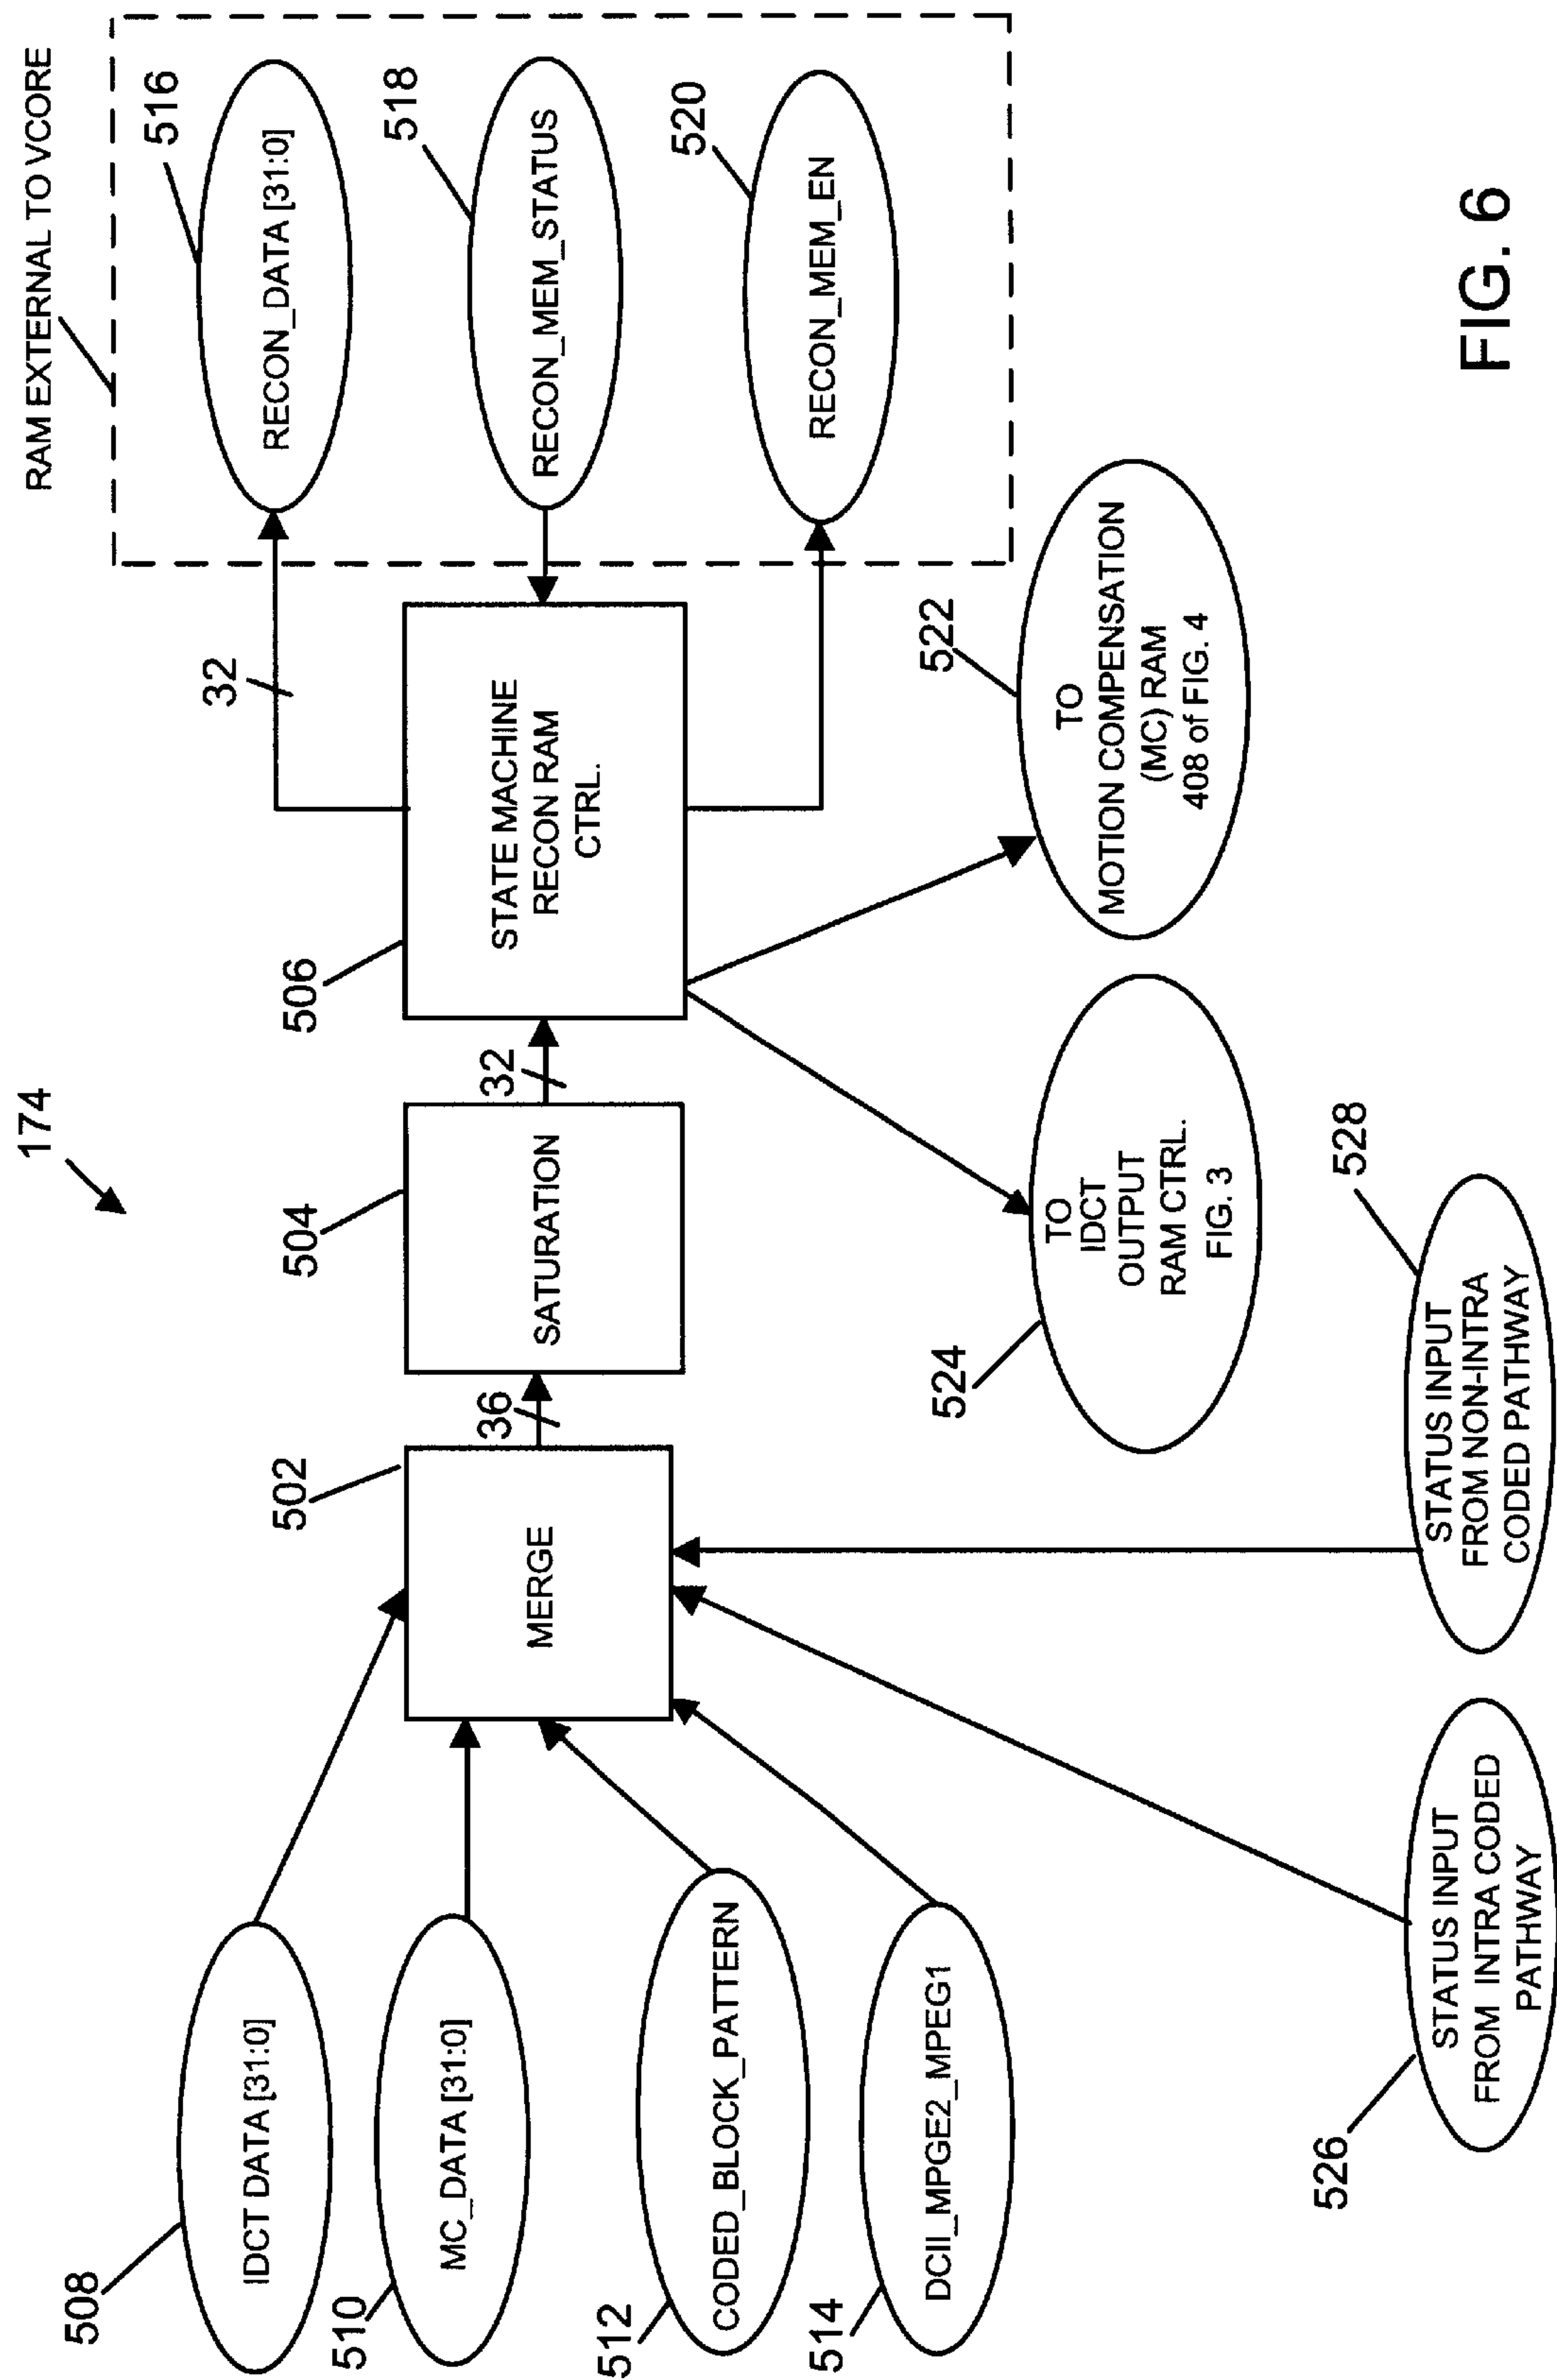 174
508
IDCT DATA [31:0]
510
MC_DATA [31:0]
512
CODED_BLOCK_PATTERN
514
DCII_MPGE2_MPEG1
526
STATUS INPUT
FROM INTRA CODED
PATHWAY
528
STATUS INPUT
FROM NON-INTRA
CODED PATHWAY
502
MERGE
36
504
SATURATION
32
506
STATE MACHINE
RECON RAM
CTRL.
32
524
TO
IDCT
OUTPUT
RAM CTRL.
FIG. 3
522
TO
MOTION COMPENSATION
(MC) RAM
408 of FIG. 4
RAM EXTERNAL TO VCORE
516
RECON_DATA [31:0]
518
RECON_MEM_STATUS
520
RECON_MEM_EN
FIG. 6